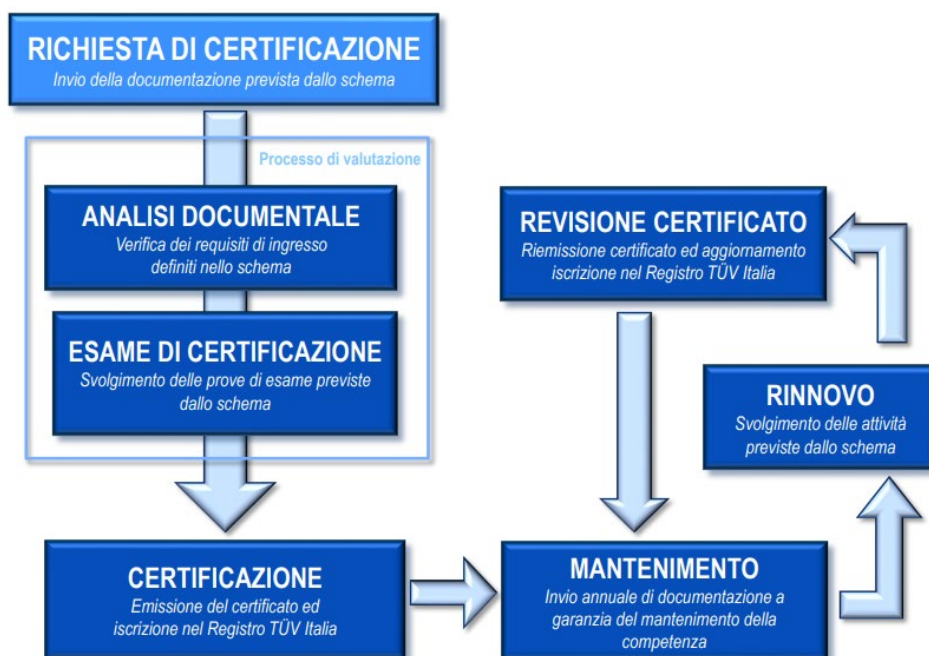 RICHIESTA DI CERTIFICAZIONE
Invio della documentazione prevista dallo schema
Processo di valutazione
ANALISI DOCUMENTALE
Verifica dei requisiti di ingresso
definiti nello schema
ESAME DI CERTIFICAZIONE
Svolgimento delle prove di esame previste
dallo schema
CERTIFICAZIONE
Emissione del certificato ed
iscrizione nel Registro TÜV Italia
MANTENIMENTO
Invio annuale di documentazione a
garanzia del mantenimento della
competenza
RINNOVO
Svolgimento delle attività
previste dallo schema
REVISIONE CERTIFICATO
Riemissione certificato ed aggiornamento
iscrizione nel Registro TÜV Italia